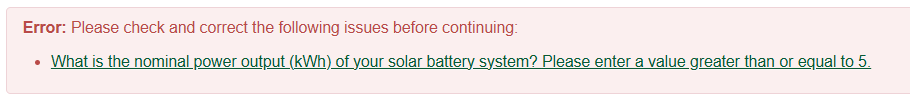 Error: Please check and correct the following issues before continuing:
• What is the nominal power output (kWh) of your solar battery system? Please enter a value greater than or equal to 5.